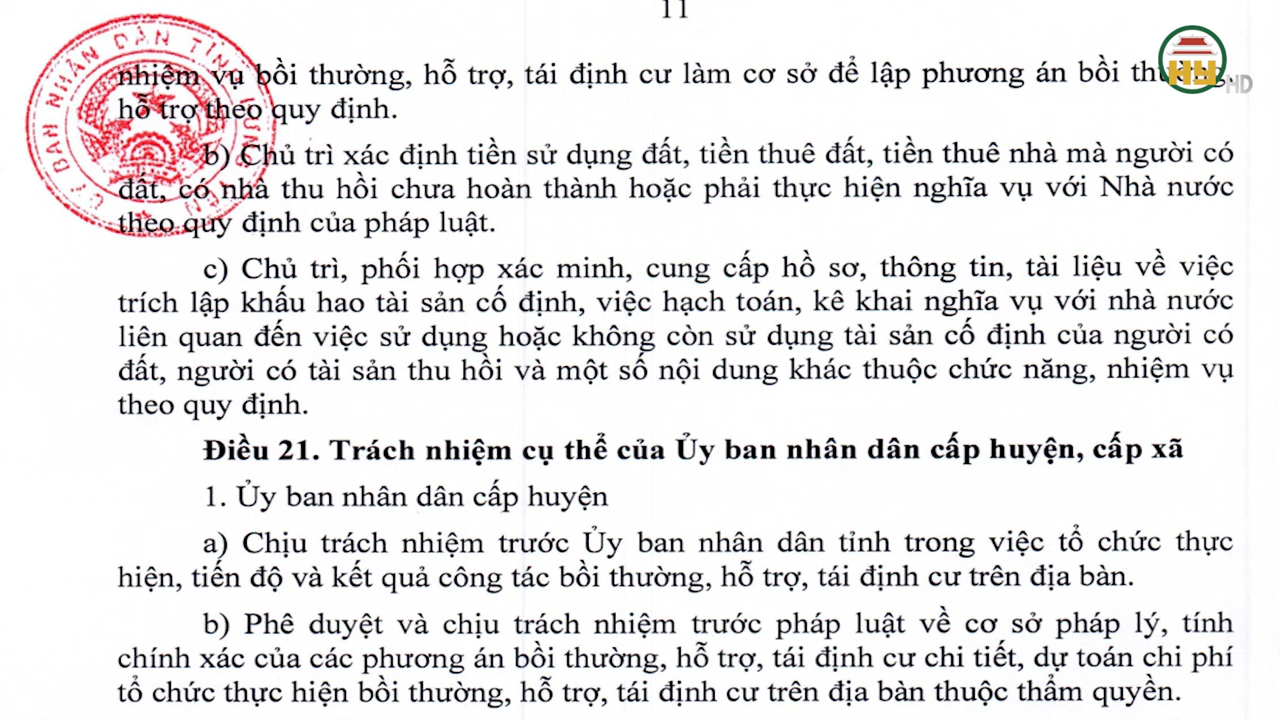 11
nhiệm vụ bồi thường, hỗ trợ, tái định cư làm cơ sở để lập phương án bồi thường,
hỗ trợ theo quy định.
b) Chủ trì xác định tiền sử dụng đất, tiền thuê đất, tiền thuê nhà mà người có
đất, có nhà thu hồi chưa hoàn thành hoặc phải thực hiện nghĩa vụ với Nhà nước
theo quy định của pháp luật.
c) Chủ trì, phối hợp xác minh, cung cấp hồ sơ, thông tin, tài liệu về việc
trích lập khấu hao tài sản cố định, việc hạch toán, kê khai nghĩa vụ với nhà nước
liên quan đến việc sử dụng hoặc không còn sử dụng tài sản cố định của người có
đất, người có tài sản thu hồi và một số nội dung khác thuộc chức năng, nhiệm vụ
theo quy định.
Điều 21. Trách nhiệm cụ thể của Ủy ban nhân dân cấp huyện, cấp xã
1. Ủy ban nhân dân cấp huyện
a) Chịu trách nhiệm trước Ủy ban nhân dân tỉnh trong việc tổ chức thực
hiện, tiến độ và kết quả công tác bồi thường, hỗ trợ, tái định cư trên địa bàn.
b) Phê duyệt và chịu trách nhiệm trước pháp luật về cơ sở pháp lý, tính
chính xác của các phương án bồi thường, hỗ trợ, tái định cư chi tiết, dự toán chi phí
tổ chức thực hiện bồi thường, hỗ trợ, tái định cư trên địa bàn thuộc thẩm quyền.
BAN NHÂN DÂN TỈNH
HY HD